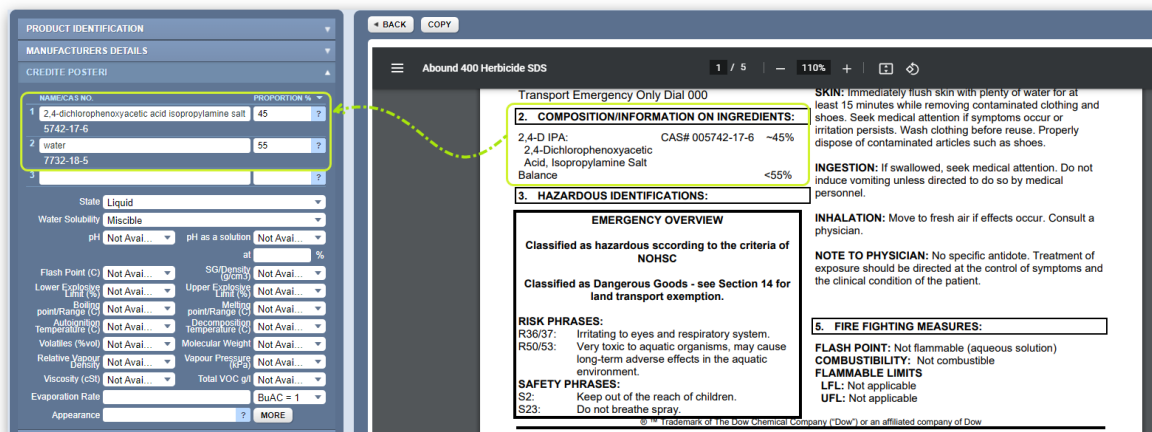 PRODUCT IDENTIFICATION
MANUFACTURERS DETAILS
CREDITE POSTERI
NAME/CAS NO. PROPORTION %
1 2,4-dichlorophenoxyacetic acid isopropylamine salt 45 ?
5742-17-6
2 water 55 ?
7732-18-5
3 ?
State Liquid
Water Solubility Miscible
pH Not Avai... pH as a solution Not Avai...
at %
Flash Point (C) Not Avai... SG/Density (g/cm3) Not Avai...
Lower Explosive Limit (%) Not Avai... Upper Explosive Limit (%) Not Avai...
Boiling point/Range (C) Not Avai... Melting point/Range (C) Not Avai...
Autoignition Temperature (C) Not Avai... Decomposition Temperature (C) Not Avai...
Volatiles (%vol) Not Avai... Molecular Weight Not Avai...
Relative Vapour Density Not Avai... Vapour Pressure (kPa) Not Avai...
Viscosity (cSt) Not Avai... Total VOC g/l Not Avai...
Evaporation Rate BuAC = 1
Appearance ? MORE
BACK COPY
Abound 400 Herbicide SDS 1 / 5 110%
Transport Emergency Only Dial 000
2. COMPOSITION/INFORMATION ON INGREDIENTS:
2,4-D IPA: CAS# 005742-17-6 ~45%
2,4-Dichlorophenoxyacetic
Acid, Isopropylamine Salt
Balance <55%
3. HAZARDOUS IDENTIFICATIONS:
EMERGENCY OVERVIEW
Classified as hazardous sccording to the criteria of
NOHSC
Classified as Dangerous Goods - see Section 14 for
land transport exemption.
RISK PHRASES:
R36/37: Irritating to eyes and respiratory system.
R50/53: Very toxic to aquatic organisms, may cause
long-term adverse effects in the aquatic
environment.
SAFETY PHRASES:
S2: Keep out of the reach of children.
S23: Do not breathe spray.
SKIN: Immediately flush skin with plenty of water for at
least 15 minutes while removing contaminated clothing and
shoes. Seek medical attention if symptoms occur or
irritation persists. Wash clothing before reuse. Properly
dispose of contaminated articles such as shoes.
INGESTION: If swallowed, seek medical attention. Do not
induce vomiting unless directed to do so by medical
personnel.
INHALATION: Move to fresh air if effects occur. Consult a
physician.
NOTE TO PHYSICIAN: No specific antidote. Treatment of
exposure should be directed at the control of symptoms and
the clinical condition of the patient.
5. FIRE FIGHTING MEASURES:
FLASH POINT: Not flammable (aqueous solution)
COMBUSTIBILITY: Not combustible
FLAMMABLE LIMITS
LFL: Not applicable
UFL: Not applicable
® ™ Trademark of The Dow Chemical Company ("Dow") or an affiliated company of Dow